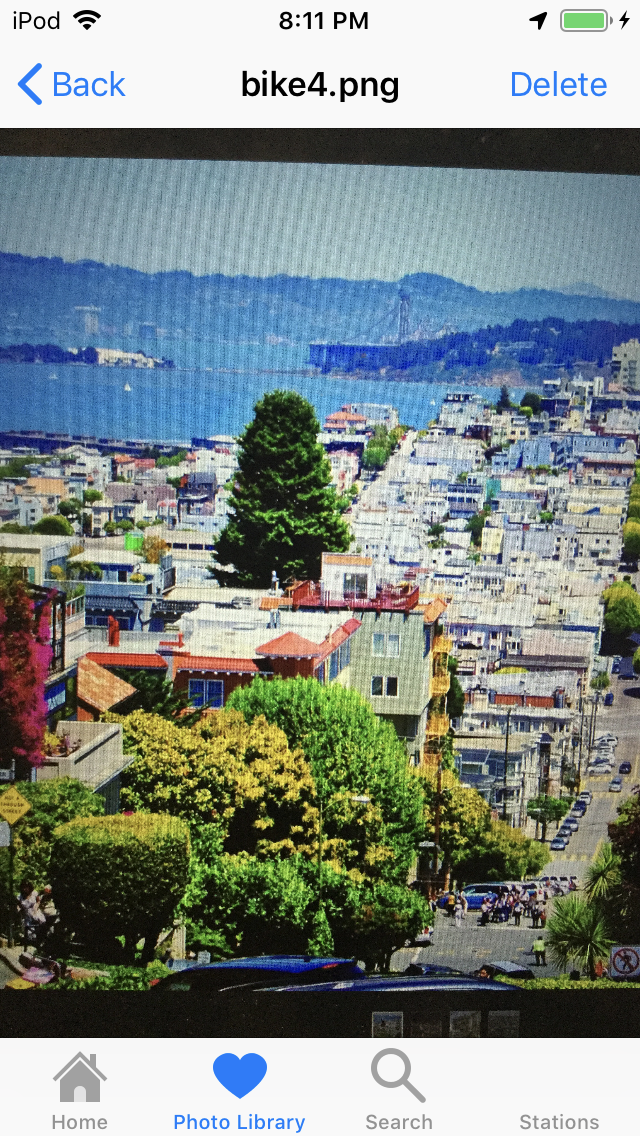 iPod 8:11 PM
Back bike4.png Delete
Home Photo Library Search Stations